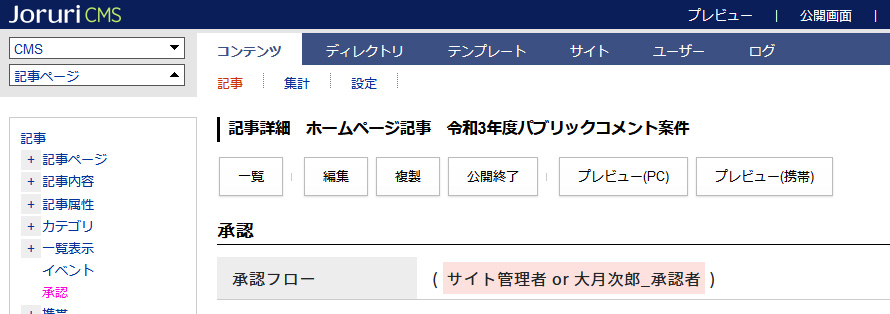 Joruri CMS
プレビュー | 公開画面 |
CMS
記事ページ
コンテンツ ディレクトリ テンプレート サイト ユーザー ログ
記事 集計 設定
記事
+ 記事ページ
+ 記事内容
+ 記事属性
+ カテゴリ
+ 一覧表示
イベント
承認
+ 携帯
記事詳細 ホームページ記事 令和3年度パブリックコメント案件
一覧 編集 複製 公開終了 プレビュー(PC) プレビュー(携帯)
承認
承認フロー ( サイト管理者 or 大月次郎_承認者 )